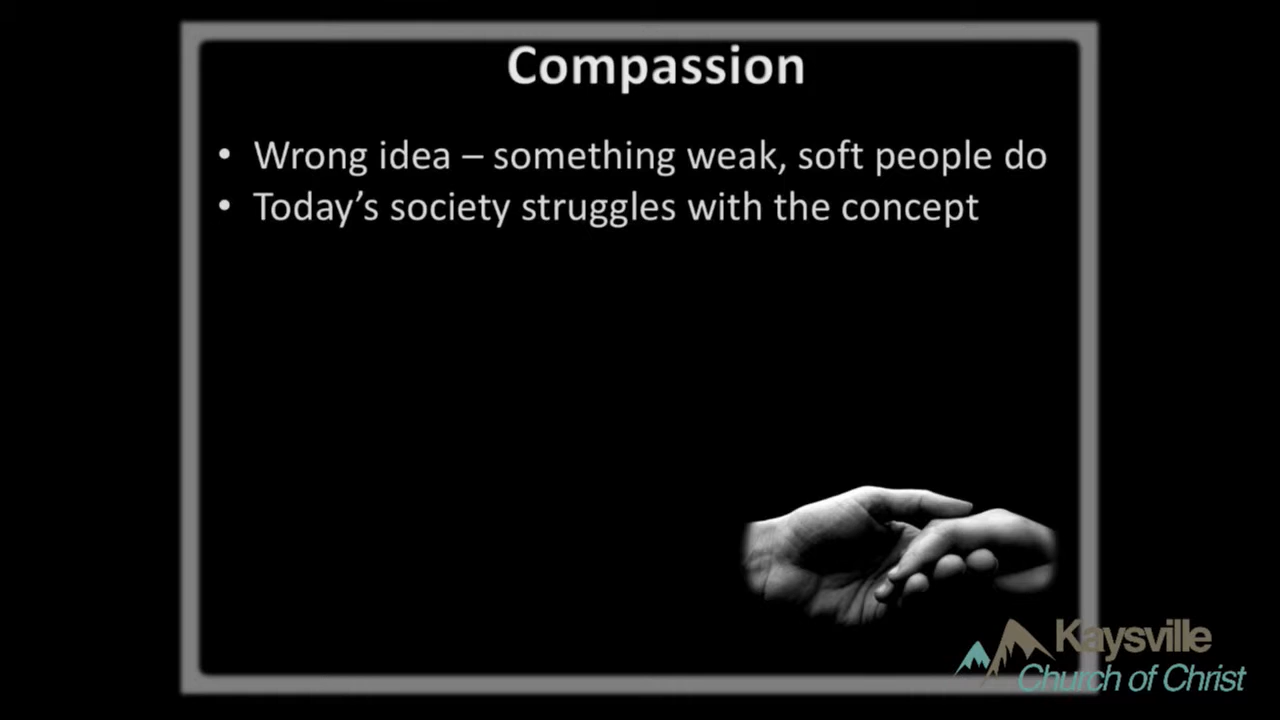 Compassion
• Wrong idea – something weak, soft people do
• Today’s society struggles with the concept
Kaysville
Church of Christ